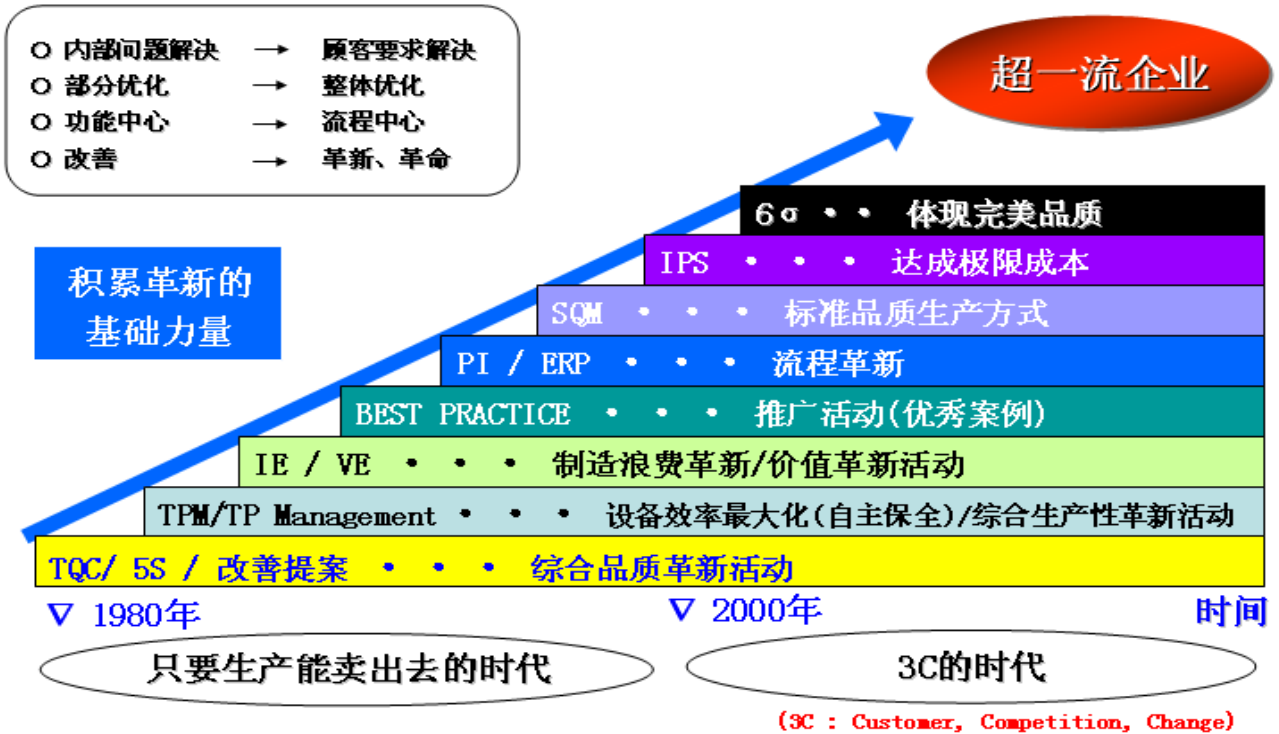 ○ 内部问题解决 → 顾客要求解决
○ 部分优化 → 整体优化
○ 功能中心 → 流程中心
○ 改善 → 革新、革命
超一流企业
积累革新的
基础力量
6σ ・・ 体现完美品质
IPS ・・・ 达成极限成本
SQM ・・・ 标准品质生产方式
PI / ERP ・・・ 流程革新
BEST PRACTICE ・・・ 推广活动(优秀案例)
IE / VE ・・・ 制造浪费革新/价值革新活动
TPM/TP Management ・・・ 设备效率最大化(自主保全)/综合生产性革新活动
TQC/ 5S / 改善提案 ・・・ 综合品质革新活动
∇ 1980年 ∇ 2000年 时间
只要生产能卖出去的时代 3C的时代
(3C : Customer, Competition, Change)